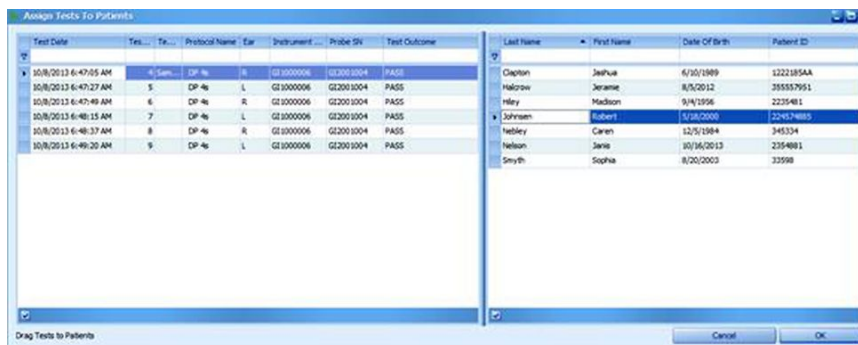 Assign Tests To Patients
Test Date Tes... Te... Protocol Name Ear Instrument ... Probe SN Test Outcome
10/8/2013 6:47:05 AM 4 Sam... DP 4s R GI1000006 GI2001004 PASS
10/8/2013 6:47:27 AM 5 DP 4s L GI1000006 GI2001004 PASS
10/8/2013 6:47:49 AM 6 DP 4s R GI1000006 GI2001004 PASS
10/8/2013 6:48:15 AM 7 DP 4s L GI1000006 GI2001004 PASS
10/8/2013 6:48:37 AM 8 DP 4s R GI1000006 GI2001004 PASS
10/8/2013 6:49:20 AM 9 DP 4s L GI1000006 GI2001004 PASS
Last Name First Name Date Of Birth Patient ID
Clapton Jashua 6/10/1989 1222185AA
Halcrow Jeramie 8/5/2012 355557951
Hiley Madison 9/4/1956 2235481
Johnsen Robert 5/18/2000 224574885
Nebley Caren 12/5/1984 345334
Nelson Janis 10/16/2013 2354881
Smyth Sophia 8/20/2003 33598
Drag Tests to Patients
Cancel OK